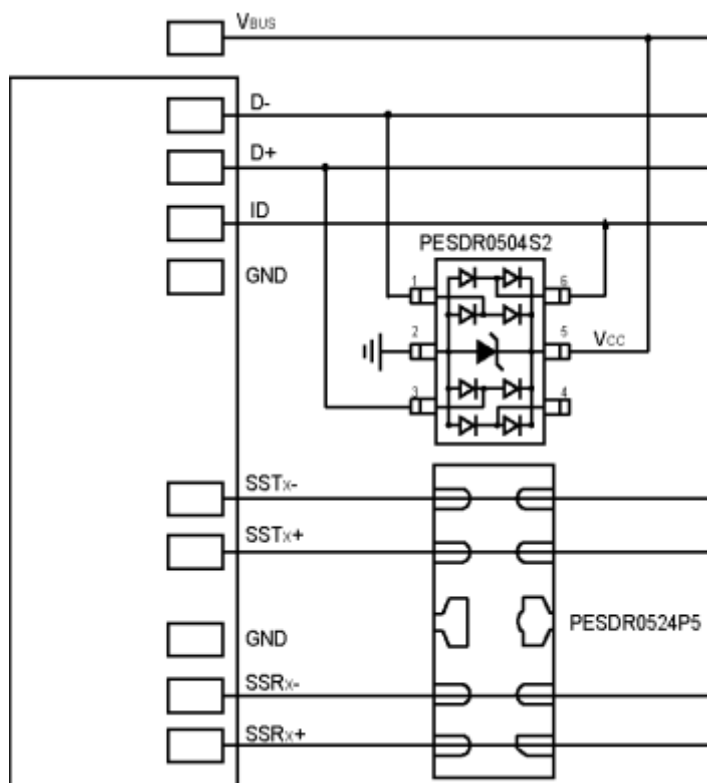 VBUS
D-
D+
ID
PESDR0504S2
GND
1
6
2
5
VCC
3
4
SSTX-
SSTX+
PESDR0524P5
GND
SSRX-
SSRX+